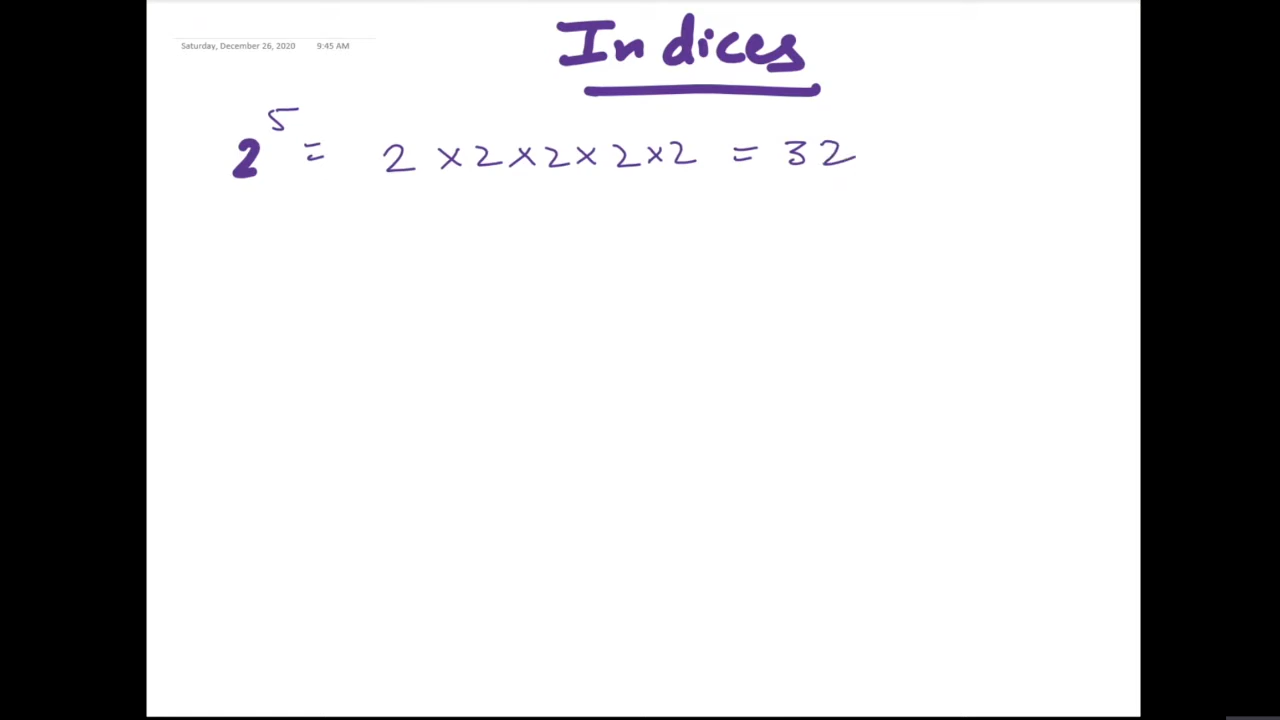 Indices
Saturday, December 26, 2020 9:45 AM
2⁵ = 2 × 2 × 2 × 2 × 2 = 32